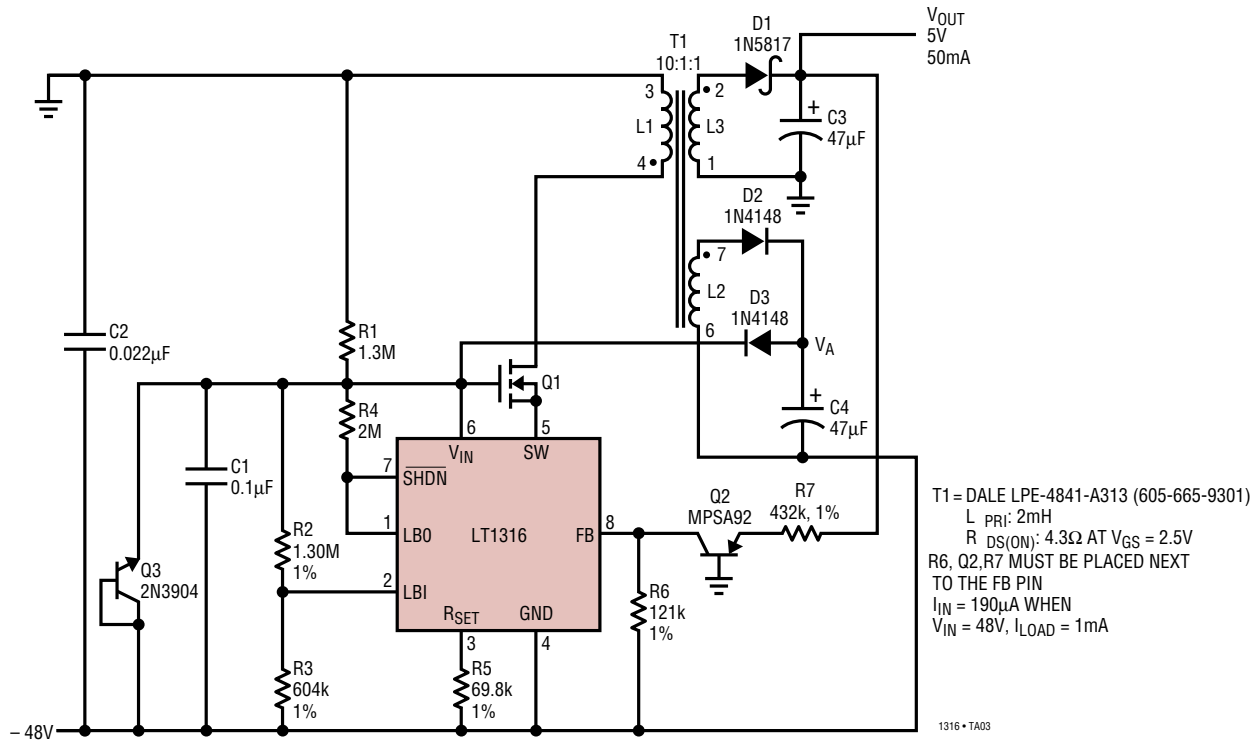 VOUT
5V
50mA
D1
1N5817
T1
10:1:1
3
2
L1
L3
4
1
+
C3
47µF
D2
1N4148
7
L2
D3
1N4148
6
VA
C2
0.022µF
R1
1.3M
Q1
R4
2M
+
C4
47µF
6
5
VIN
SW
7
SHDN
C1
0.1µF
1
LB0
LT1316
FB
8
Q2
MPSA92
R7
432k, 1%
R2
1.30M
1%
2
LBI
Q3
2N3904
RSET
GND
3
4
R6
121k
1%
R3
604k
1%
R5
69.8k
1%
– 48V
T1 = DALE LPE-4841-A313 (605-665-9301)
L PRI: 2mH
R DS(ON): 4.3Ω AT VGS = 2.5V
R6, Q2,R7 MUST BE PLACED NEXT
TO THE FB PIN
IIN = 190µA WHEN
VIN = 48V, ILOAD = 1mA
1316 • TA03